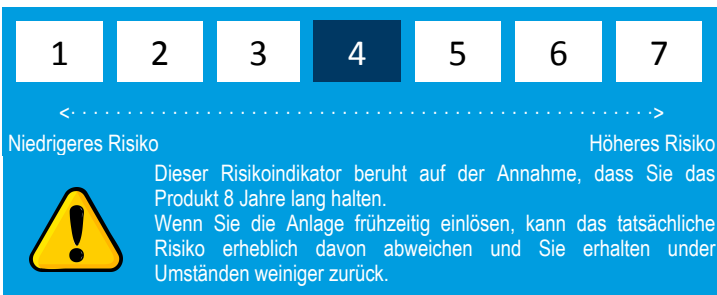 1 2 3 4 5 6 7
Niedrigeres Risiko Höheres Risiko
Dieser Risikoindikator beruht auf der Annahme, dass Sie das
Produkt 8 Jahre lang halten.
Wenn Sie die Anlage frühzeitig einlösen, kann das tatsächliche
Risiko erheblich davon abweichen und Sie erhalten under
Umständen weiniger zurück.